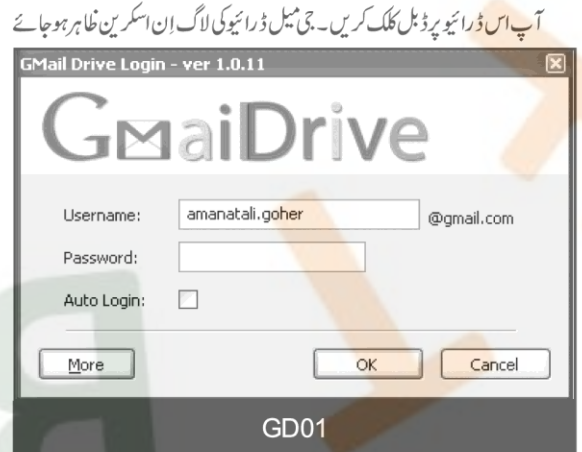 آپ اس ڈرائیو پر ڈبل کلک کریں۔ جی میل ڈرائیو کی لاگ اِن اسکرین ظاہر ہوجائے
GMail Drive Login - ver 1.0.11
GMailDrive
Username: amanatali.goher @gmail.com
Password:
Auto Login:
More OK Cancel
GD01